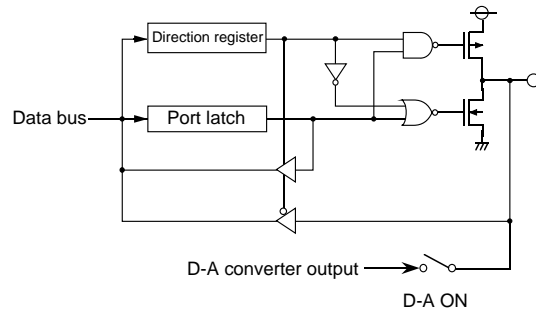 Direction register
Data bus
Port latch
D-A converter output
D-A ON